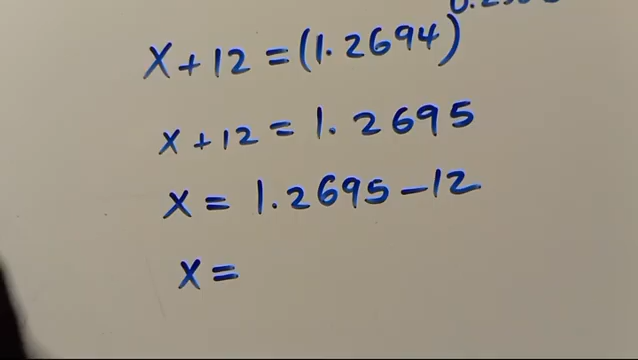 x+12 = (1.2694)
x+12 = 1.2695
x = 1.2695 - 12
x =